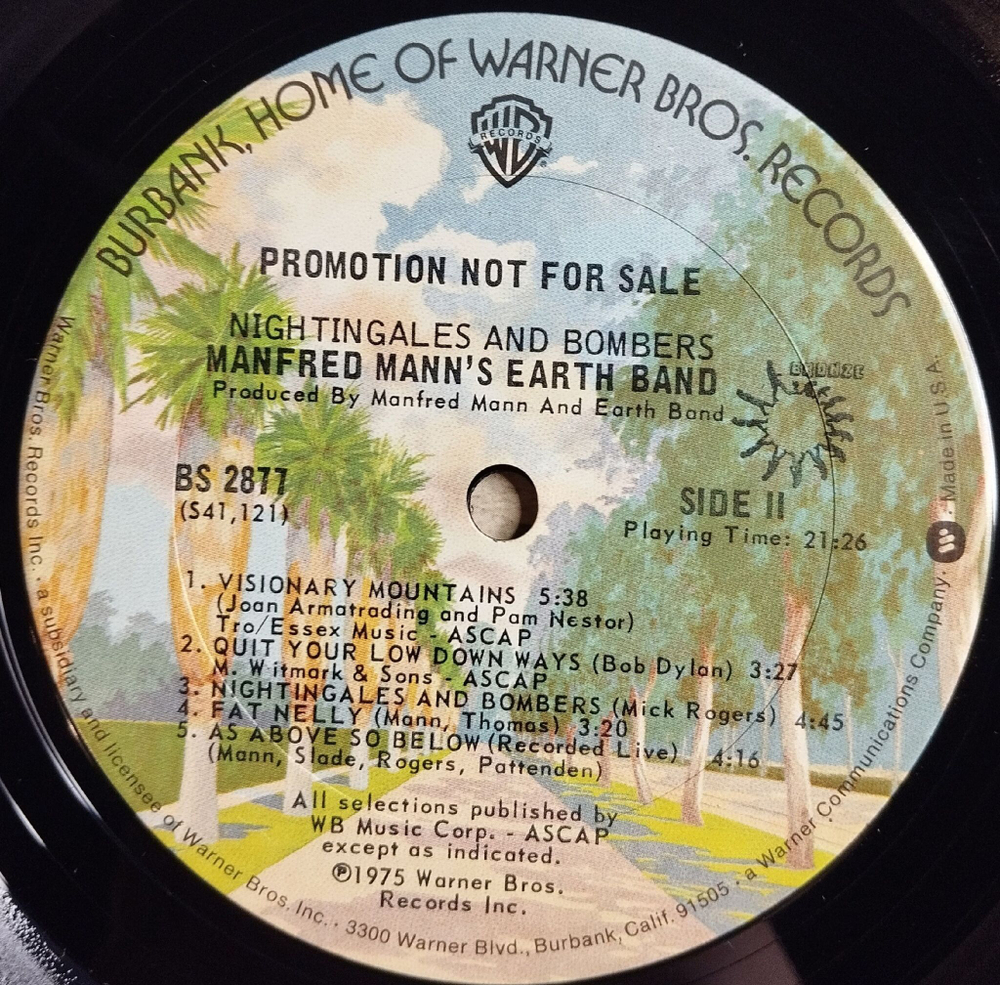 BURBANK, HOME OF WARNER BROS. RECORDS
RECORDS
PROMOTION NOT FOR SALE
NIGHTINGALES AND BOMBERS
MANFRED MANN'S EARTH BAND
Produced By Manfred Mann And Earth Band
BRONZE
BS 2877
(S41,121)
SIDE II
Playing Time: 21:26
1. VISIONARY MOUNTAINS 5:38
(Joan Armatrading and Pam Nestor)
Tro/Essex Music - ASCAP
2. QUIT YOUR LOW DOWN WAYS (Bob Dylan) 3:27
M. Witmark & Sons - ASCAP
3. NIGHTINGALES AND BOMBERS (Mick Rogers) 4:45
4. FAT NELLY (Mann, Thomas) 3:20
5. AS ABOVE SO BELOW (Recorded Live) 4:16
(Mann, Slade, Rogers, Pattenden)
All selections published by
WB Music Corp. - ASCAP
except as indicated.
℗1975 Warner Bros.
Records Inc.
Warner Bros. Records Inc. · a subsidiary and licensee of Warner Bros. Inc. · 3300 Warner Blvd., Burbank, Calif. 91505 · a Warner Communications Company. · Made in U.S.A.